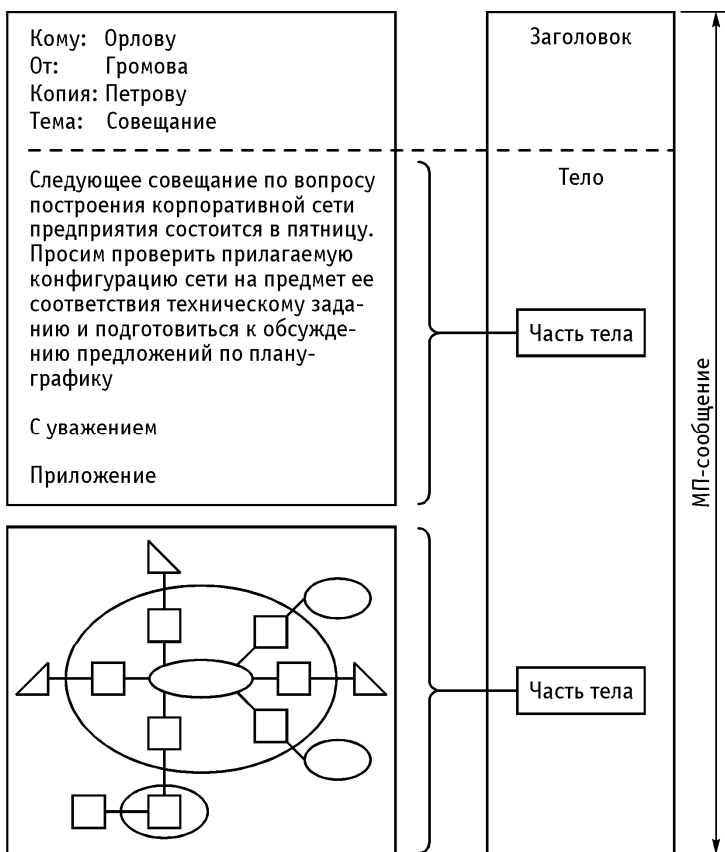 Кому: Орлову
От: Громова
Копия: Петрову
Тема: Совещание
Следующее совещание по вопросу
построения корпоративной сети
предприятия состоится в пятницу.
Просим проверить прилагаемую
конфигурацию сети на предмет ее
соответствия техническому зада-
нию и подготовиться к обсужде-
нию предложений по плану-
графику
С уважением
Приложение
Заголовок
Тело
Часть тела
Часть тела
МП-сообщение